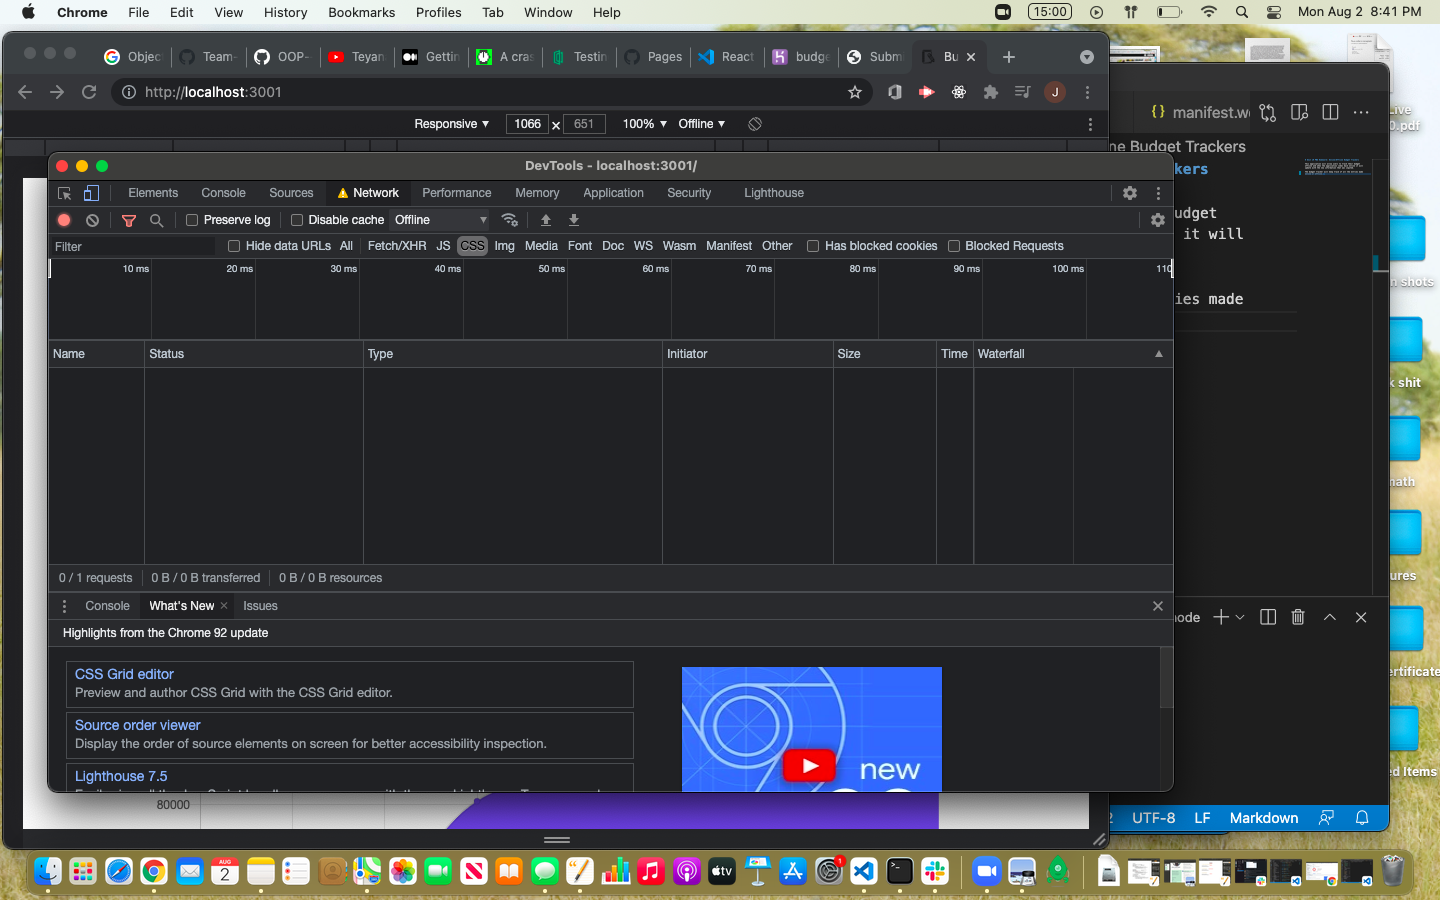 Chrome File Edit View History Bookmarks Profiles Tab Window Help 15:00 Mon Aug 2 8:41 PM
Objec Team- OOP- Teyan Gettin A cras Testin Pages React budge Subm Bu
http://localhost:3001 J
Responsive 1066 651 100% Offline
manifest.w
ne Budget Trackers
kers
udget
it will
ies made
DevTools - localhost:3001/
Elements Console Sources Network Performance Memory Application Security Lighthouse
Preserve log Disable cache Offline
Filter Hide data URLs All Fetch/XHR JS CSS Img Media Font Doc WS Wasm Manifest Other Has blocked cookies Blocked Requests
10 ms 20 ms 30 ms 40 ms 50 ms 60 ms 70 ms 80 ms 90 ms 100 ms 110
Name Status Type Initiator Size Time Waterfall
0 / 1 requests 0 B / 0 B transferred 0 B / 0 B resources
Console What's New Issues
Highlights from the Chrome 92 update
CSS Grid editor
Preview and author CSS Grid with the CSS Grid editor.
Source order viewer
Display the order of source elements on screen for better accessibility inspection.
Lighthouse 7.5
new
80000
ode
UTF-8 LF Markdown
ive
0.pdf
n shots
k shit
math
ures
ertificate
ed Items
AUG
2
tv
1